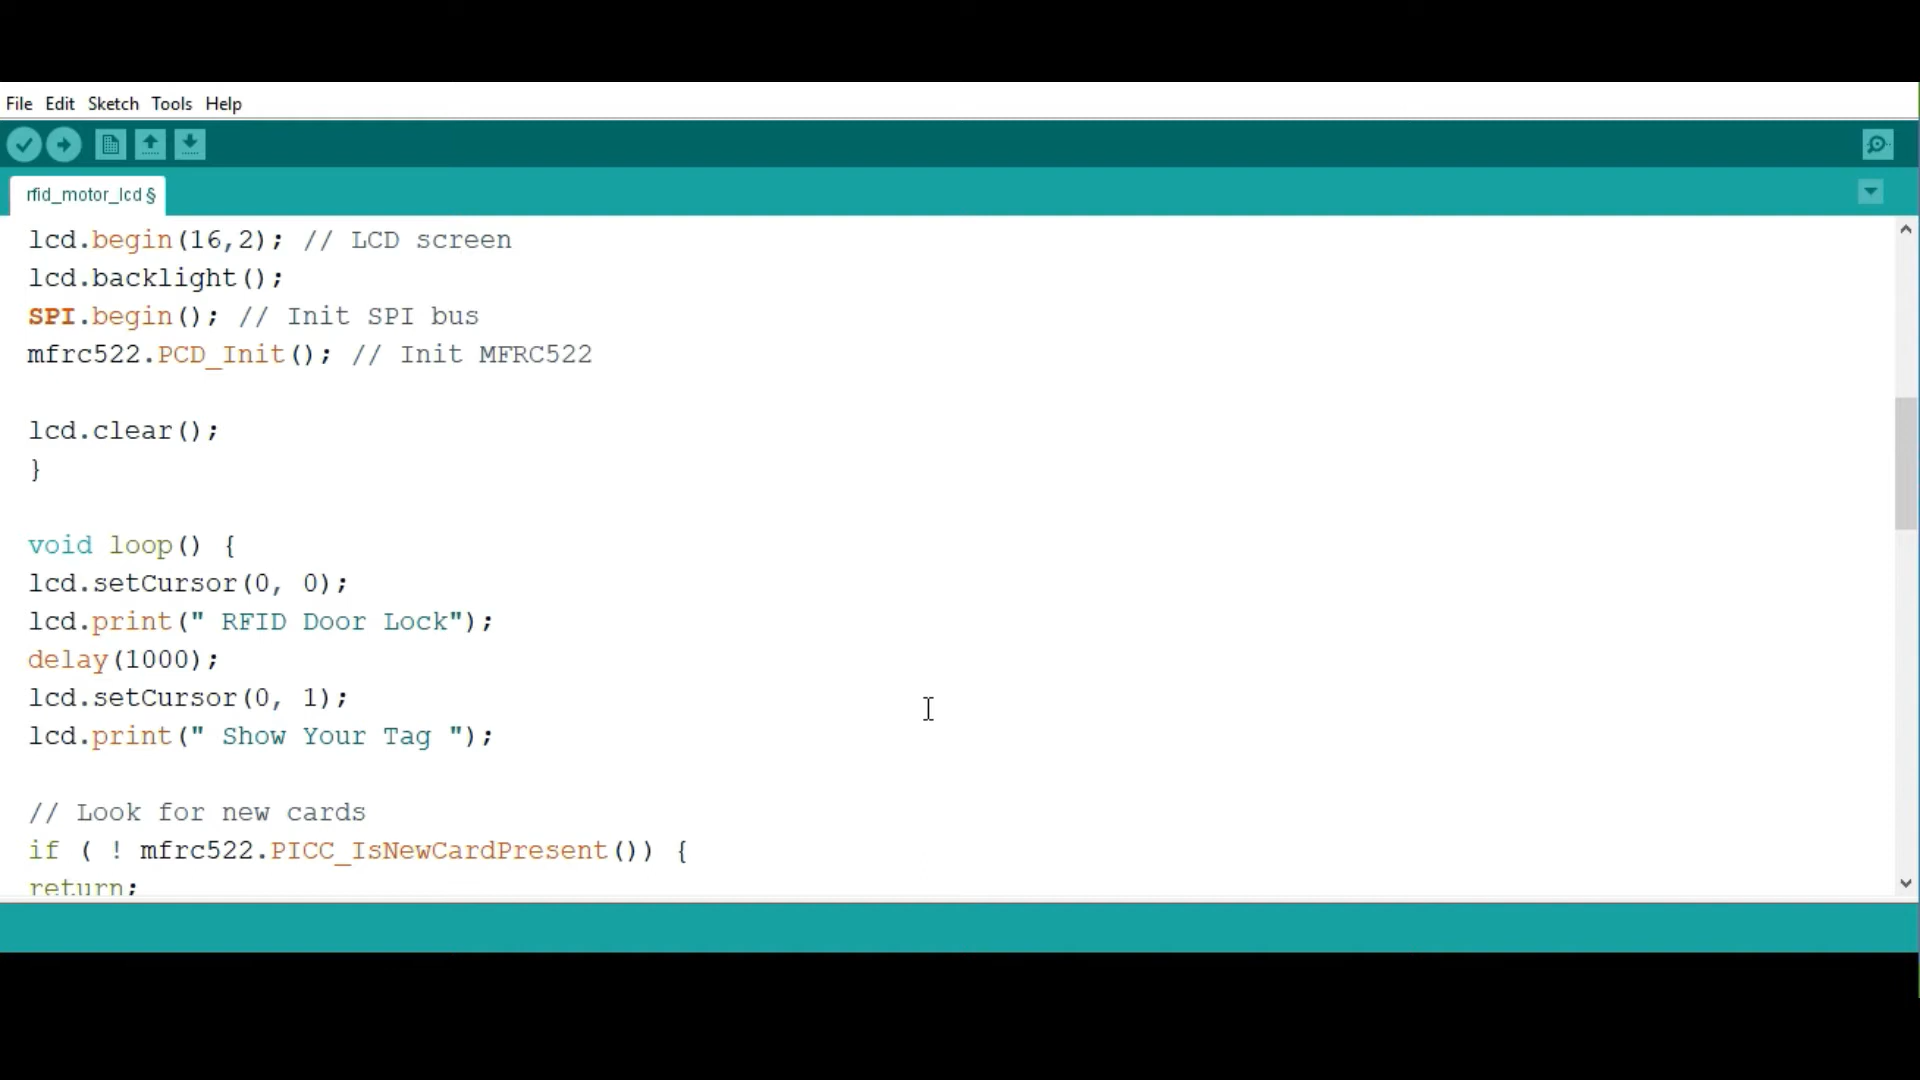 File Edit Sketch Tools Help
rfid_motor_lcd §
lcd.begin(16,2); // LCD screen
lcd.backlight();
SPI.begin(); // Init SPI bus
mfrc522.PCD_Init(); // Init MFRC522
lcd.clear();
}
void loop() {
lcd.setCursor(0, 0);
lcd.print(" RFID Door Lock");
delay(1000);
lcd.setCursor(0, 1);
lcd.print(" Show Your Tag ");
// Look for new cards
if ( ! mfrc522.PICC_IsNewCardPresent()) {
return;